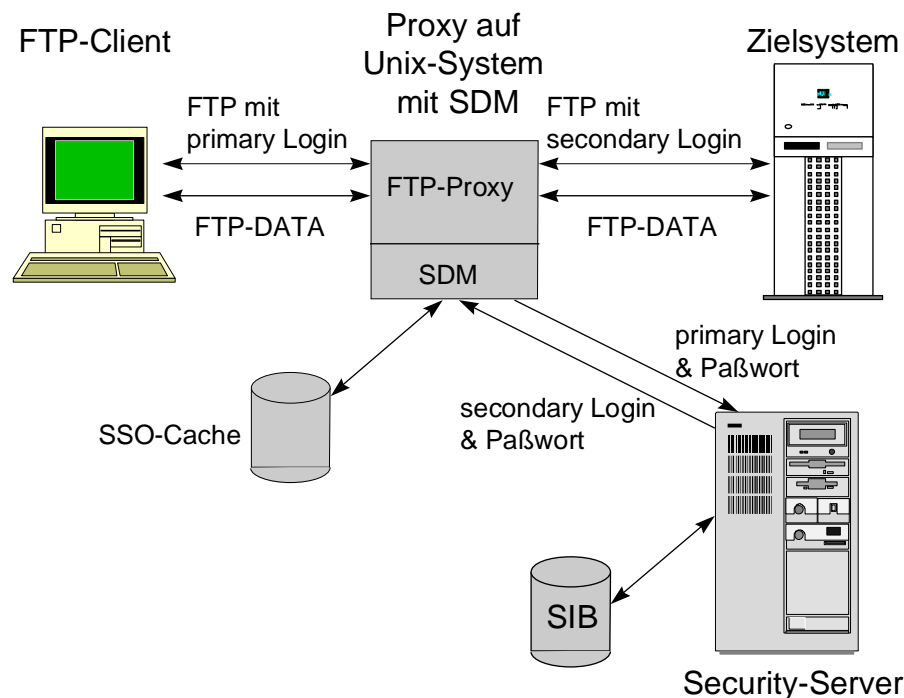 FTP-Client
Proxy auf
Unix-System
mit SDM
Zielsystem
FTP mit
primary Login
FTP mit
secondary Login
FTP-Proxy
FTP-DATA
FTP-DATA
SDM
primary Login
& Paßwort
secondary Login
& Paßwort
SSO-Cache
SIB
Security-Server